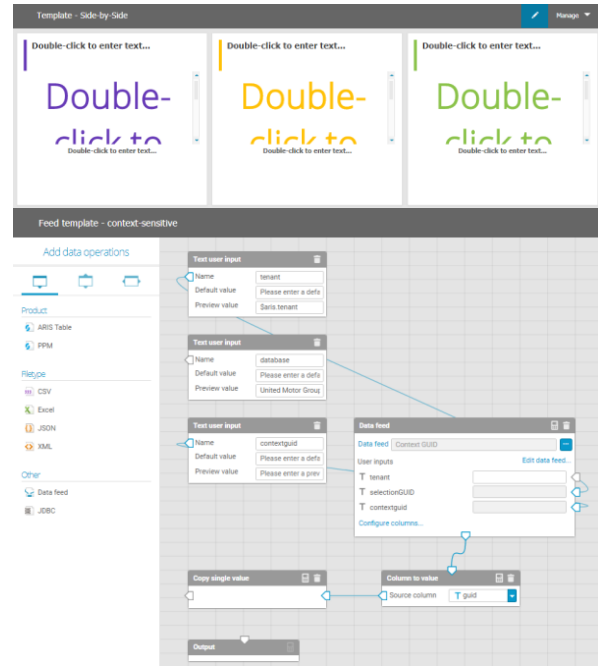 Template - Side-by-Side
Manage
Double-click to enter text...
Double-click to enter text...
Double-click to enter text...
Double-
click to
Double-
click to
Double-
click to
Double-click to enter text...
Double-click to enter text...
Double-click to enter text...
Feed template - context-sensitive
Add data operations
Product
ARIS Table
PPM
Filetype
CSV
Excel
JSON
XML
Other
Data feed
JDBC
Text user input
Name
tenant
Default value
Please enter a defa
Preview value
$aris.tenant
Text user input
Name
database
Default value
Please enter a defa
Preview value
United Motor Group
Text user input
Name
contextguid
Default value
Please enter a defa
Preview value
Please enter a prev
Data feed
Data feed
Context GUID
User inputs
Edit data feed...
T tenant
T selectionGUID
T contextguid
Configure columns...
Copy single value
Column to value
Source column
T guid
Output